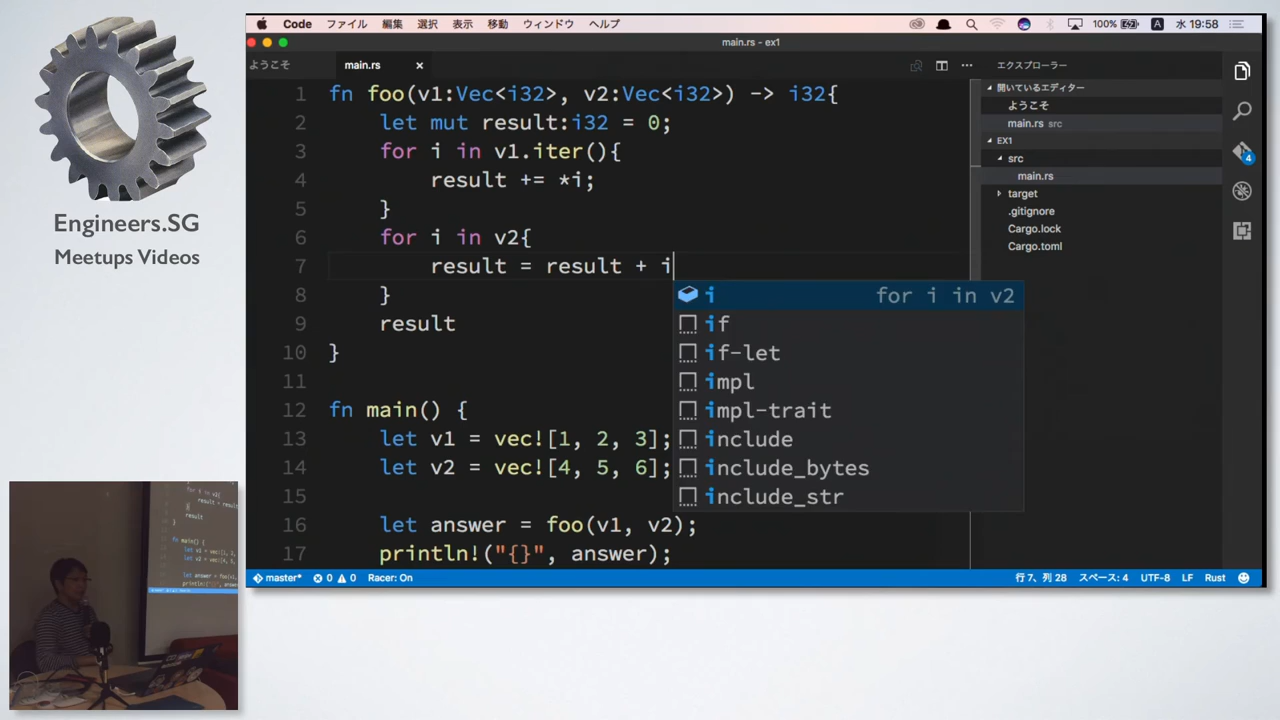 Code ファイル 編集 選択 表示 移動 ウィンドウ ヘルプ 100% A 水 19:58
main.rs - ex1
ようこそ main.rs × エクスプローラー
開いているエディター
ようこそ
main.rs src
EX1
src
main.rs
target
.gitignore
Cargo.lock
Cargo.toml
4
1 fn foo(v1:Vec<i32>, v2:Vec<i32>) -> i32{
2 let mut result:i32 = 0;
3 for i in v1.iter(){
4 result += *i;
5 }
6 for i in v2{
7 result = result + i
8 }
9 result
10 }
11
12 fn main() {
13 let v1 = vec![1, 2, 3];
14 let v2 = vec![4, 5, 6];
15
16 let answer = foo(v1, v2);
17 println!("{}", answer);
i for i in v2
if
if-let
impl
impl-trait
include
include_bytes
include_str
master* 0 0 Racer: On 行 7、列 28 スペース: 4 UTF-8 LF Rust
Engineers.SG
Meetups Videos